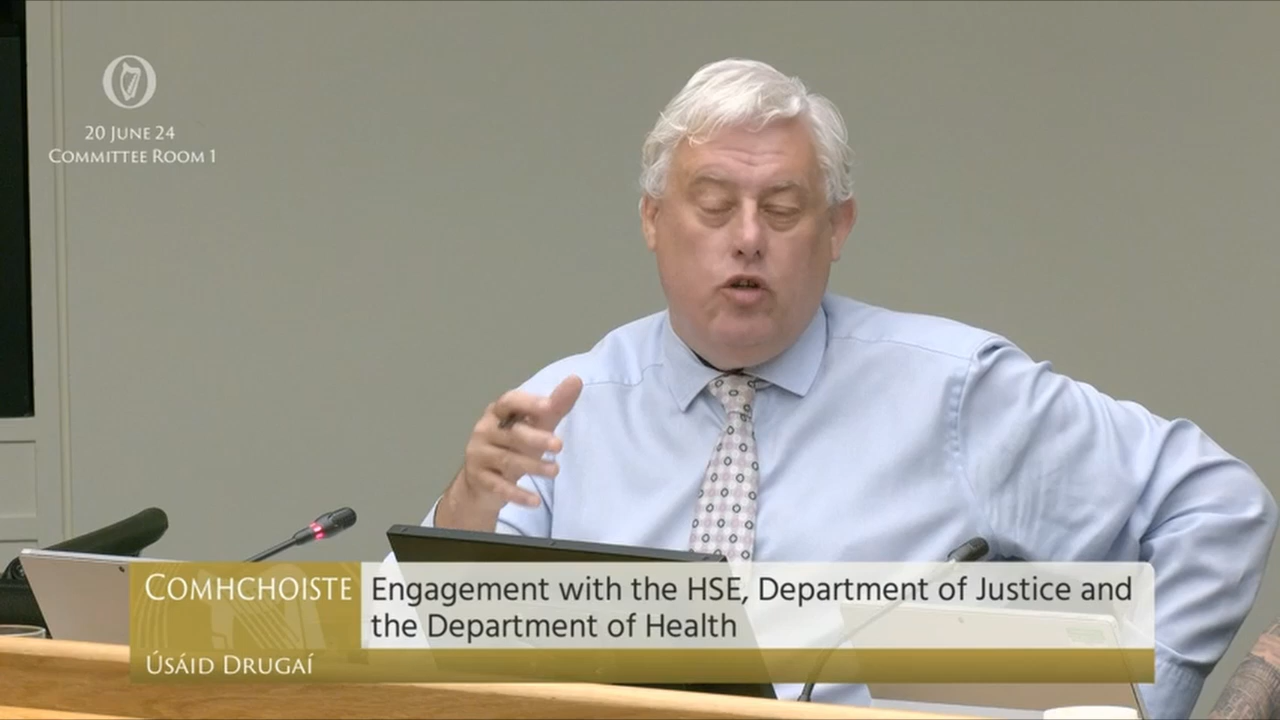 20 June 24
Committee Room 1
Comhchoiste
Engagement with the HSE, Department of Justice and
the Department of Health
Úsáid Drugaí